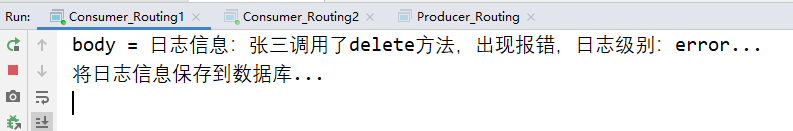 Run: Consumer_Routing1 × Consumer_Routing2 × Producer_Routing ×
body = 日志信息：张三调用了delete方法，出现报错，日志级别：error...
将日志信息保存到数据库...